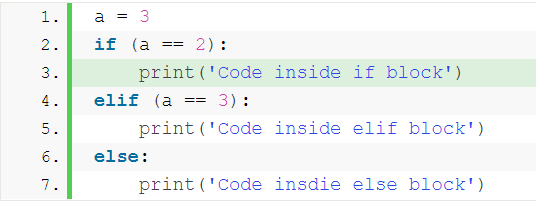 1. a = 3
2. if (a == 2):
3.     print('Code inside if block')
4. elif (a == 3):
5.     print('Code inside elif block')
6. else:
7.     print('Code insdie else block')